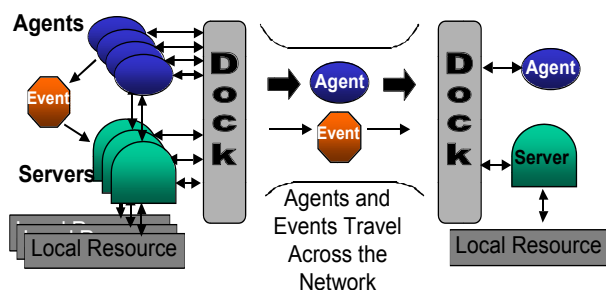 Agents
Event
Servers
Local Resource
Dock
Agent
Event
Agents and
Events Travel
Across the
Network
Dock
Agent
Server
Local Resource